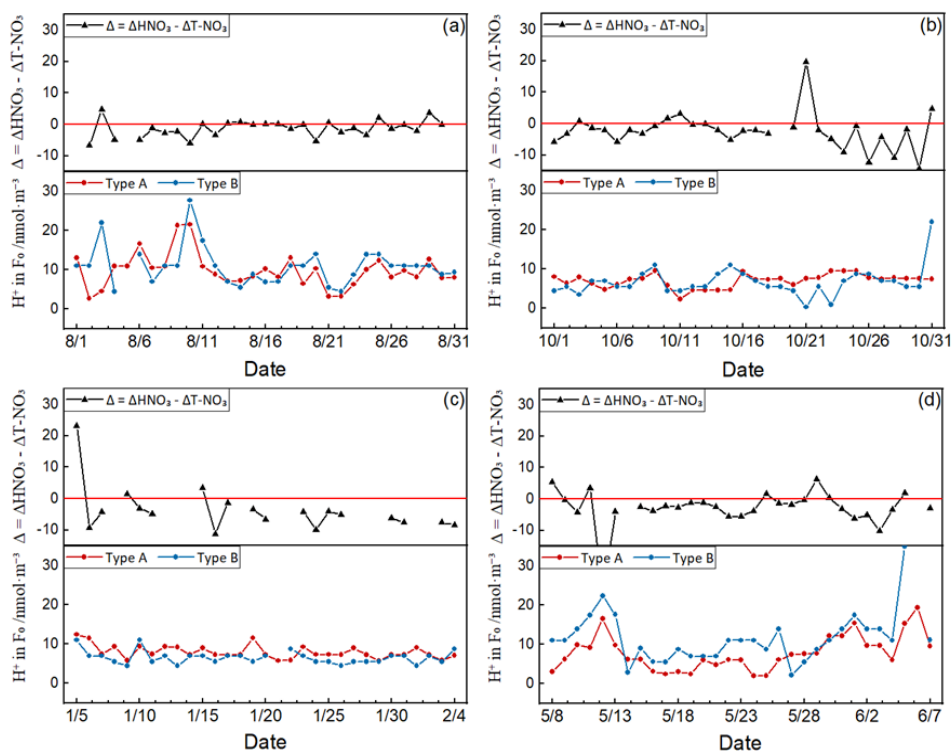 (a)
Δ = ΔHNO₃ - ΔT-NO₃
Δ = ΔHNO₃ - ΔT-NO₃
30
20
10
0
-10
Type A Type B
H⁺ in F₀ /nmol·m⁻³
30
20
10
0
8/1 8/6 8/11 8/16 8/21 8/26 8/31
Date
(b)
Δ = ΔHNO₃ - ΔT-NO₃
Δ = ΔHNO₃ - ΔT-NO₃
30
20
10
0
-10
Type A Type B
H⁺ in F₀ /nmol·m⁻³
30
20
10
0
10/1 10/6 10/11 10/16 10/21 10/26 10/31
Date
(c)
Δ = ΔHNO₃ - ΔT-NO₃
Δ = ΔHNO₃ - ΔT-NO₃
30
20
10
0
-10
Type A Type B
H⁺ in F₀ /nmol·m⁻³
30
20
10
0
1/5 1/10 1/15 1/20 1/25 1/30 2/4
Date
(d)
Δ = ΔHNO₃ - ΔT-NO₃
Δ = ΔHNO₃ - ΔT-NO₃
30
20
10
0
-10
Type A Type B
H⁺ in F₀ /nmol·m⁻³
30
20
10
0
5/8 5/13 5/18 5/23 5/28 6/2 6/7
Date